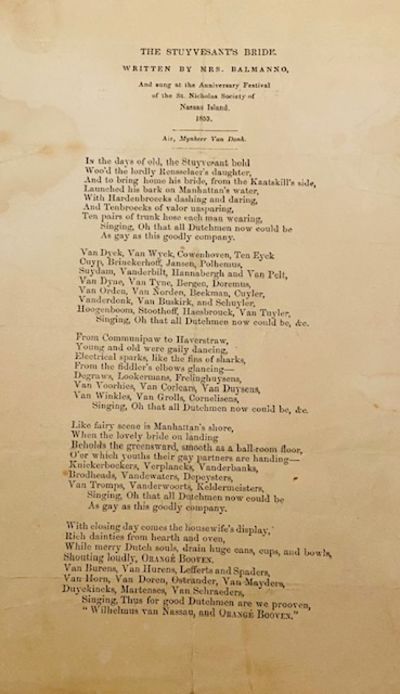 THE STUYVESANT'S BRIDE.
WRITTEN BY MRS. BALMANNO,
And sung at the Anniversary Festival
of the St. Nicholas Society of
Nassau Island.
1853.
Air, Mynheer Van Donk.
In the days of old, the Stuyvesant bold
Woo'd the lordly Rensselaer's daughter,
And to bring home his bride, from the Kaatskill's side,
Launched his bark on Manhattan's water,
With Hardenbroecks dashing and daring,
And Tenbroecks of valor unsparing,
Ten pairs of trunk hose each man wearing,
Singing, Oh that all Dutchmen now could be
As gay as this goodly company.
Van Dyck, Van Wyck, Cowenhoven, Ten Eyck
Cuyp, Brinckerhoff, Jansen, Polhemus,
Suydam, Vanderbilt, Hannabergh and Van Pelt,
Van Dyne, Van Tyne, Bergen, Doremus,
Van Orden, Van Norden, Beekman, Cuyler,
Vanderdonk, Van Buskirk, and Schuyler,
Hoogenboom, Stoothoff, Haesbrouck, Van Tuyler,
Singing, Oh that all Dutchmen now could be, &c.
From Communipaw to Haverstraw,
Young and old were gaily dancing,
Electrical sparks, like the fins of sharks,
From the fiddler's elbows glancing—
Degraws, Lookermans, Frelinghuysens,
Van Voorhies, Van Corlears, Van Duysens,
Van Winkles, Van Grolls, Cornelisens,
Singing, Oh that all Dutchmen now could be, &c.
Like fairy scene is Manhattan's shore,
When the lovely bride on landing
Beholds the greensward, smooth as a ball-room floor,
O'er which youths their gay partners are handing—
Knickerbockers, Verplancks, Vanderbanks,
Brodheads, Vandewaters, Depeysters,
Van Tromps, Vanderwoorts, Keldermeisters,
Singing, Oh that all Dutchmen now could be
As gay as this goodly company.
With closing day comes the housewife's display,
Rich dainties from hearth and oven,
While merry Dutch souls, drain huge cans, cups, and bowls,
Shouting loudly, ORANGÉ BOOVEN.
Van Burens, Van Hurens, Lefferts and Spaders,
Van Horn, Van Doren, Ostrander, Van Mayders,
Duyckincks, Martenses, Van Schraeders,
Singing, Thus for good Dutchmen are we prooven,
"Wilhelmus van Nassau, and ORANGÉ BOOVEN."